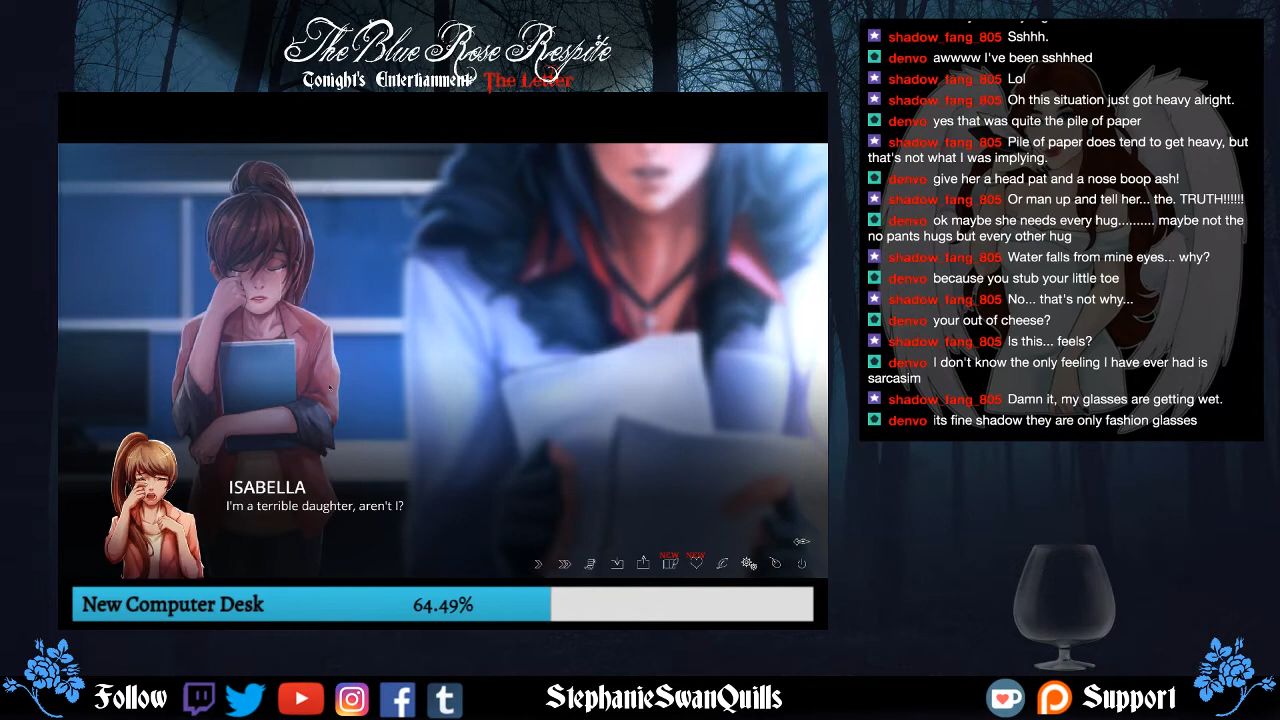 The Blue Rose Respite
Tonight's Entertianment: The Letter
shadow_fang_805 Sshhh.
denvo awwww I've been sshhhed
shadow_fang_805 Lol
shadow_fang_805 Oh this situation just got heavy alright.
denvo yes that was quite the pile of paper
shadow_fang_805 Pile of paper does tend to get heavy, but
that's not what I was implying.
denvo give her a head pat and a nose boop ash!
shadow_fang_805 Or man up and tell her... the. TRUTH!!!!!!
denvo ok maybe she needs every hug.......... maybe not the
no pants hugs but every other hug
shadow_fang_805 Water falls from mine eyes... why?
denvo because you stub your little toe
shadow_fang_805 No... that's not why...
denvo your out of cheese?
shadow_fang_805 Is this... feels?
denvo I don't know the only feeling I have ever had is
sarcasim
shadow_fang_805 Damn it, my glasses are getting wet.
denvo its fine shadow they are only fashion glasses
ISABELLA
I'm a terrible daughter, aren't I?
NEW NEW
New Computer Desk 64.49%
Follow StephanieSwanQuills Support